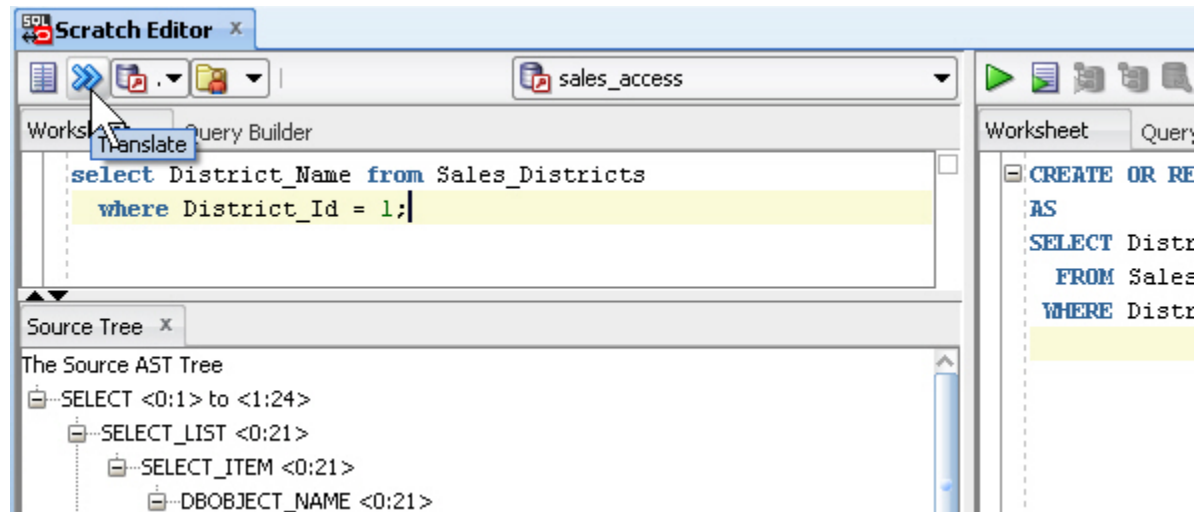 Scratch Editor x
sales_access
Query Builder
Translate
select District_Name from Sales_Districts
where District_Id = 1;
Source Tree x
The Source AST Tree
SELECT <0:1> to <1:24>
SELECT_LIST <0:21>
SELECT_ITEM <0:21>
DBOBJECT_NAME <0:21>
Worksheet Query
CREATE OR RE
AS
SELECT Distr
FROM Sales
WHERE Distr